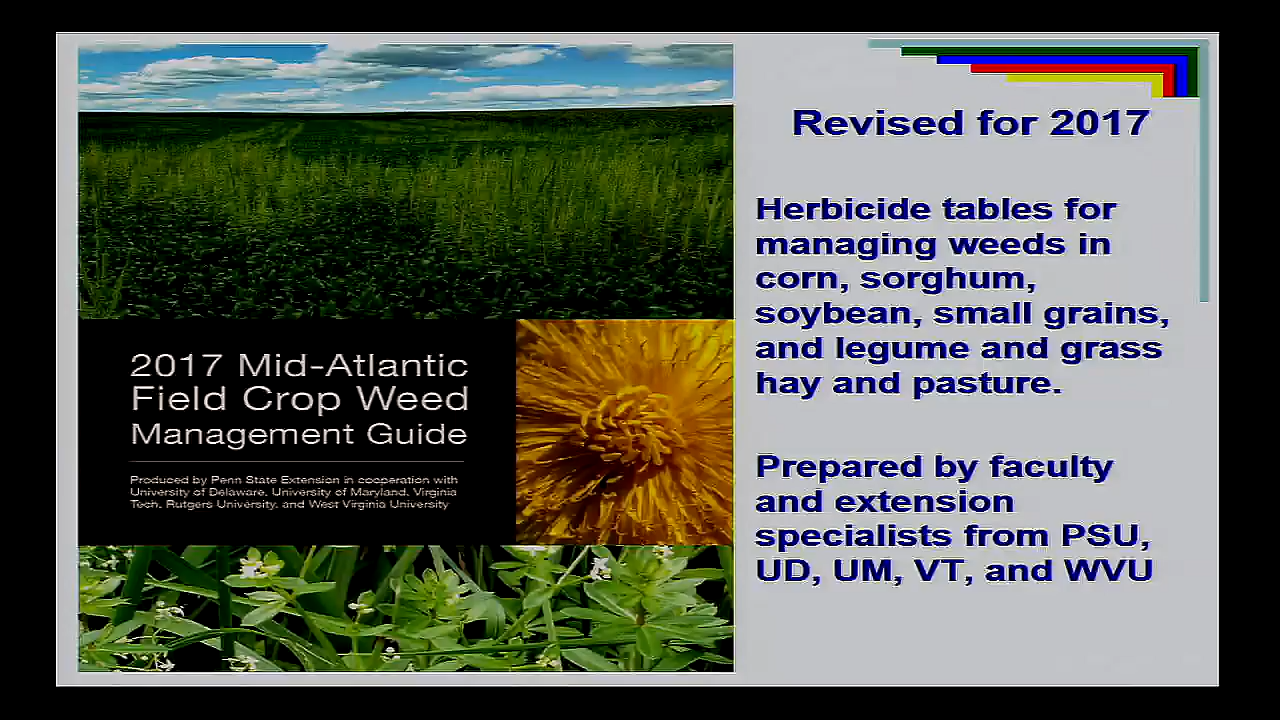 2017 Mid-Atlantic
Field Crop Weed
Management Guide
Produced by Penn State Extension in cooperation with
University of Delaware, University of Maryland, Virginia
Tech, Rutgers University, and West Virginia University
Revised for 2017
Herbicide tables for
managing weeds in
corn, sorghum,
soybean, small grains,
and legume and grass
hay and pasture.
Prepared by faculty
and extension
specialists from PSU,
UD, UM, VT, and WVU